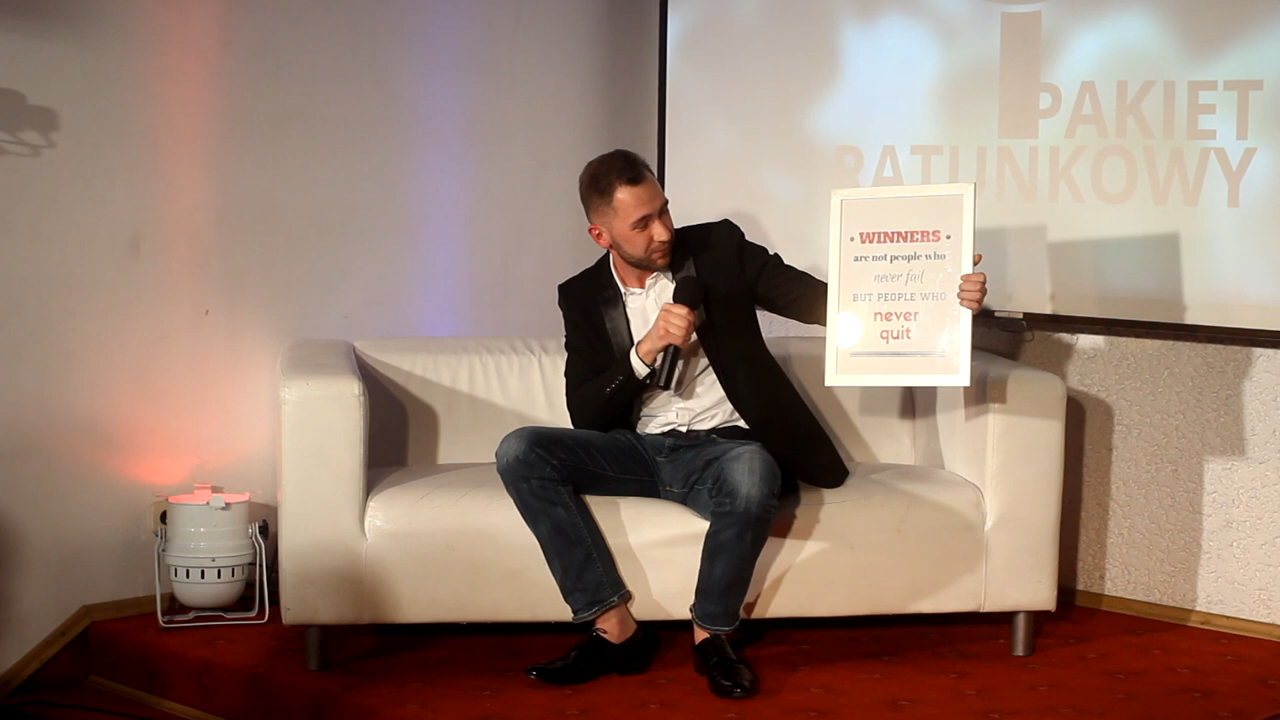 PAKIET
RATUNKOWY
• WINNERS •
are not people who
never fail
BUT PEOPLE WHO
never
quit